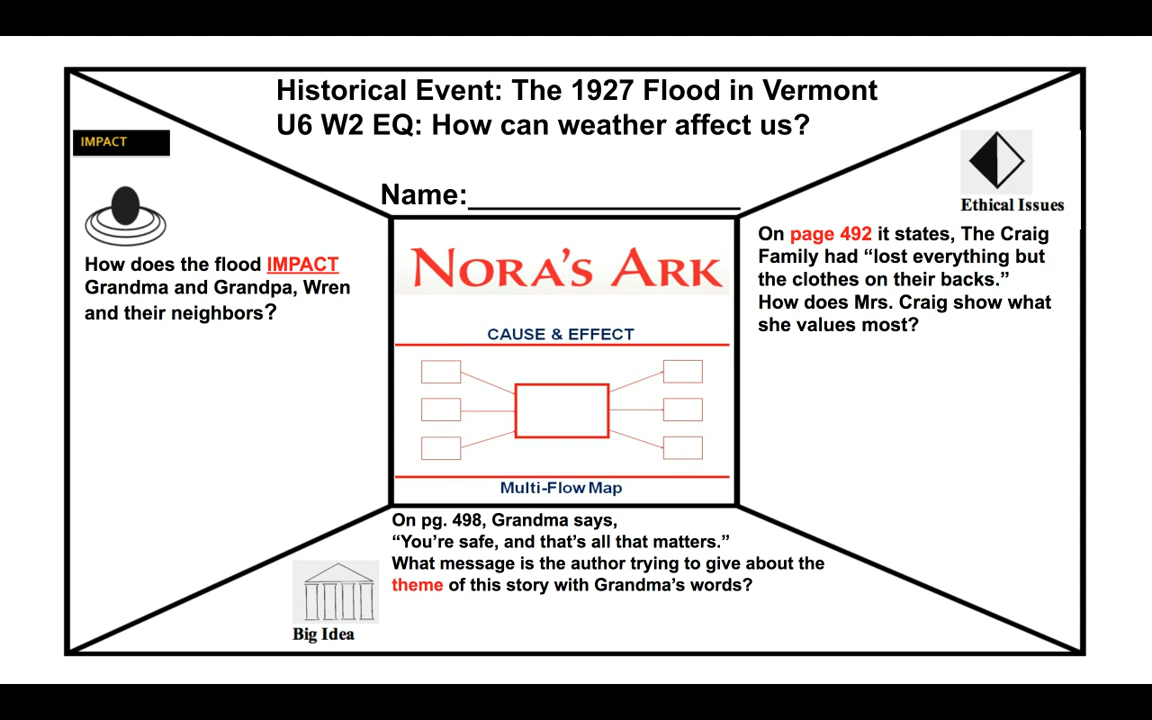 Historical Event: The 1927 Flood in Vermont
U6 W2 EQ: How can weather affect us?
Name:_________________
IMPACT
How does the flood IMPACT
Grandma and Grandpa, Wren
and their neighbors?
NORA'S ARK
CAUSE & EFFECT
Multi-Flow Map
Ethical Issues
On page 492 it states, The Craig
Family had “lost everything but
the clothes on their backs.”
How does Mrs. Craig show what
she values most?
On pg. 498, Grandma says,
“You’re safe, and that’s all that matters.”
What message is the author trying to give about the
theme of this story with Grandma’s words?
Big Idea